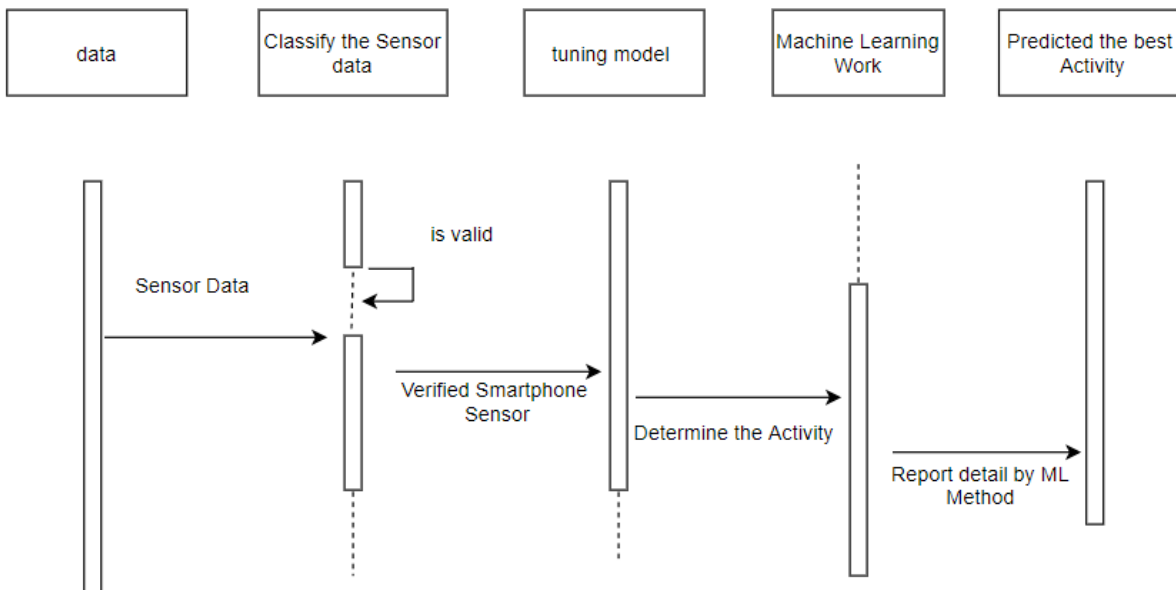 data
Classify the Sensor
data
tuning model
Machine Learning
Work
Predicted the best
Activity
is valid
Sensor Data
Verified Smartphone
Sensor
Determine the Activity
Report detail by ML
Method